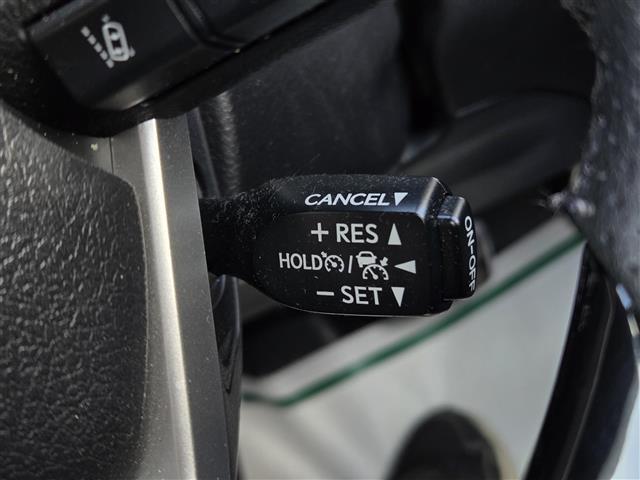 CANCEL▼
+ RES ▲
HOLD / ◀
− SET ▼
ON-OFF